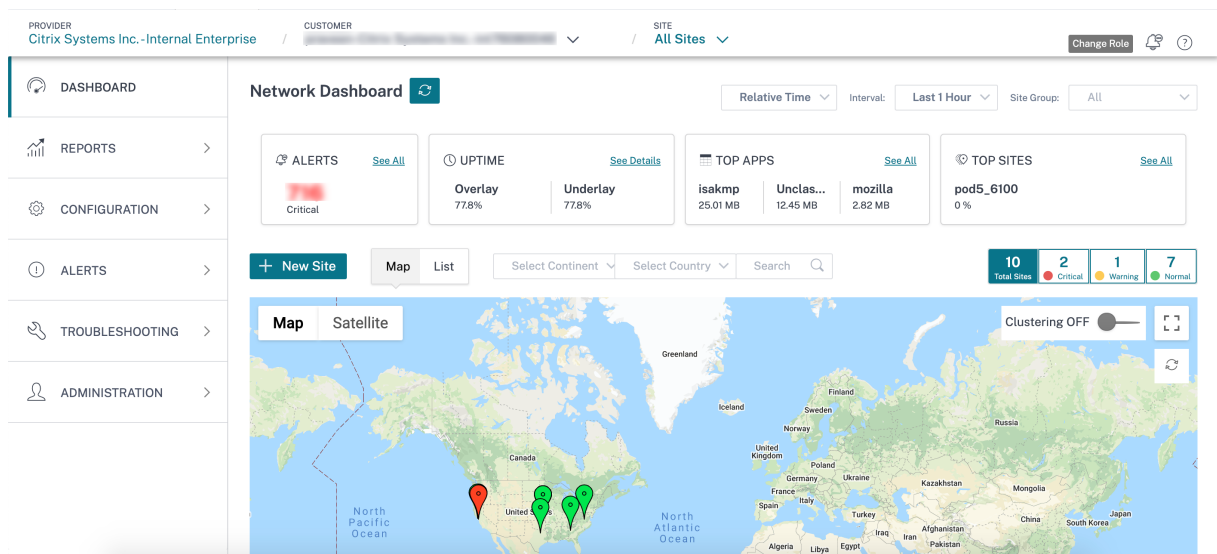 PROVIDER
Citrix Systems Inc.-Internal Enterprise
/
CUSTOMER
/
SITE
All Sites
Change Role
?
DASHBOARD
REPORTS
CONFIGURATION
ALERTS
TROUBLESHOOTING
ADMINISTRATION
Network Dashboard
Relative Time
Interval:
Last 1 Hour
Site Group:
All
ALERTS
See All
Critical
UPTIME
See Details
Overlay
77.8%
Underlay
77.8%
TOP APPS
See All
isakmp
25.01 MB
Unclas...
12.45 MB
mozilla
2.82 MB
TOP SITES
See All
pod5_6100
0 %
+ New Site
Map
List
Select Continent
Select Country
Search
10
Total Sites
2
Critical
1
Warning
7
Normal
Map
Satellite
Clustering OFF
Greenland
Iceland
Finland
Sweden
Norway
Russia
United
Kingdom
Canada
Poland
Germany
Ukraine
Kazakhstan
Mongolia
France
Italy
Spain
Turkey
China
Japan
South Korea
North
Pacific
Ocean
North
Atlantic
Ocean
Afghanistan
Iraq
Iran
Pakistan
Algeria
Libya
Egypt